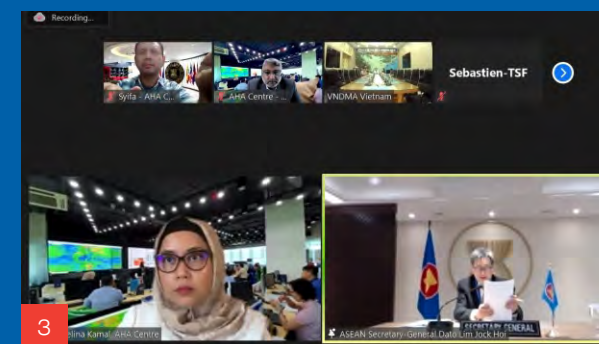 Recording...
Syifa - AHA C...
AHA Centre - ...
VNDMA Vietnam -
Sebastien-TSF
elina Kamal, AHA Centre
ASEAN Secretary-General Dato Lim Jock Hoi
SECRETARY GENERAL
3